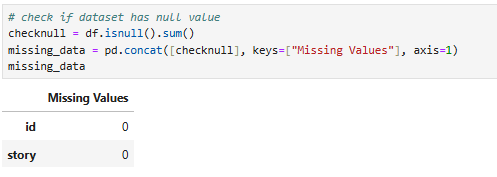 # check if dataset has null value
checknull = df.isnull().sum()
missing_data = pd.concat([checknull], keys=["Missing Values"], axis=1)
missing_data
Missing Values
id 0
story 0